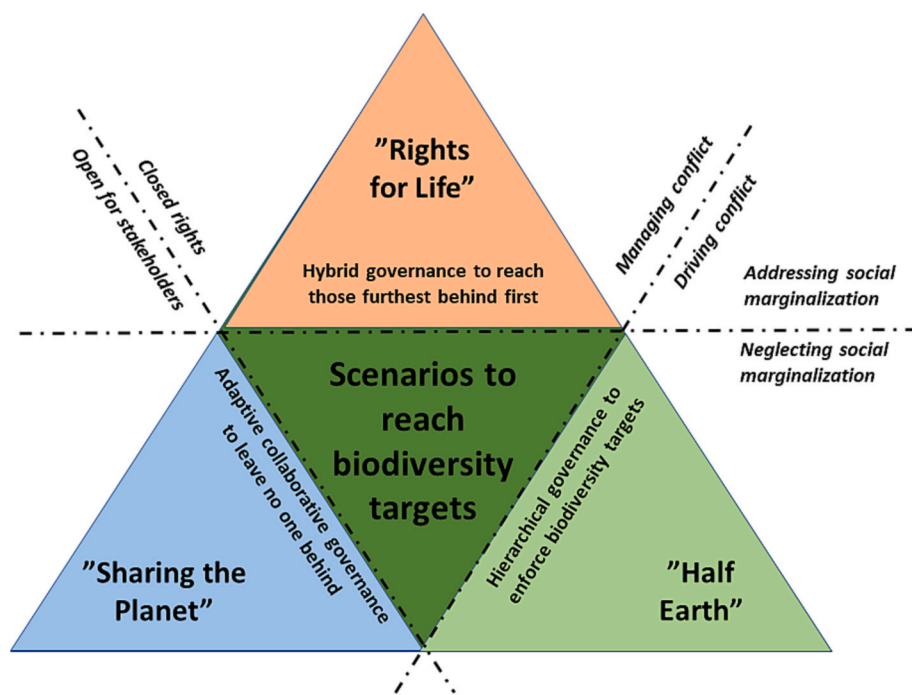 ”Rights
for Life”
Hybrid governance to reach
those furthest behind first
Closed rights
Open for stakeholders
Managing conflict
Driving conflict
Addressing social
marginalization
Neglecting social
marginalization
Scenarios to
reach
biodiversity
targets
Adaptive collaborative governance
to leave no one behind
Hierarchical governance to
enforce biodiversity targets
”Sharing the
Planet”
”Half
Earth”